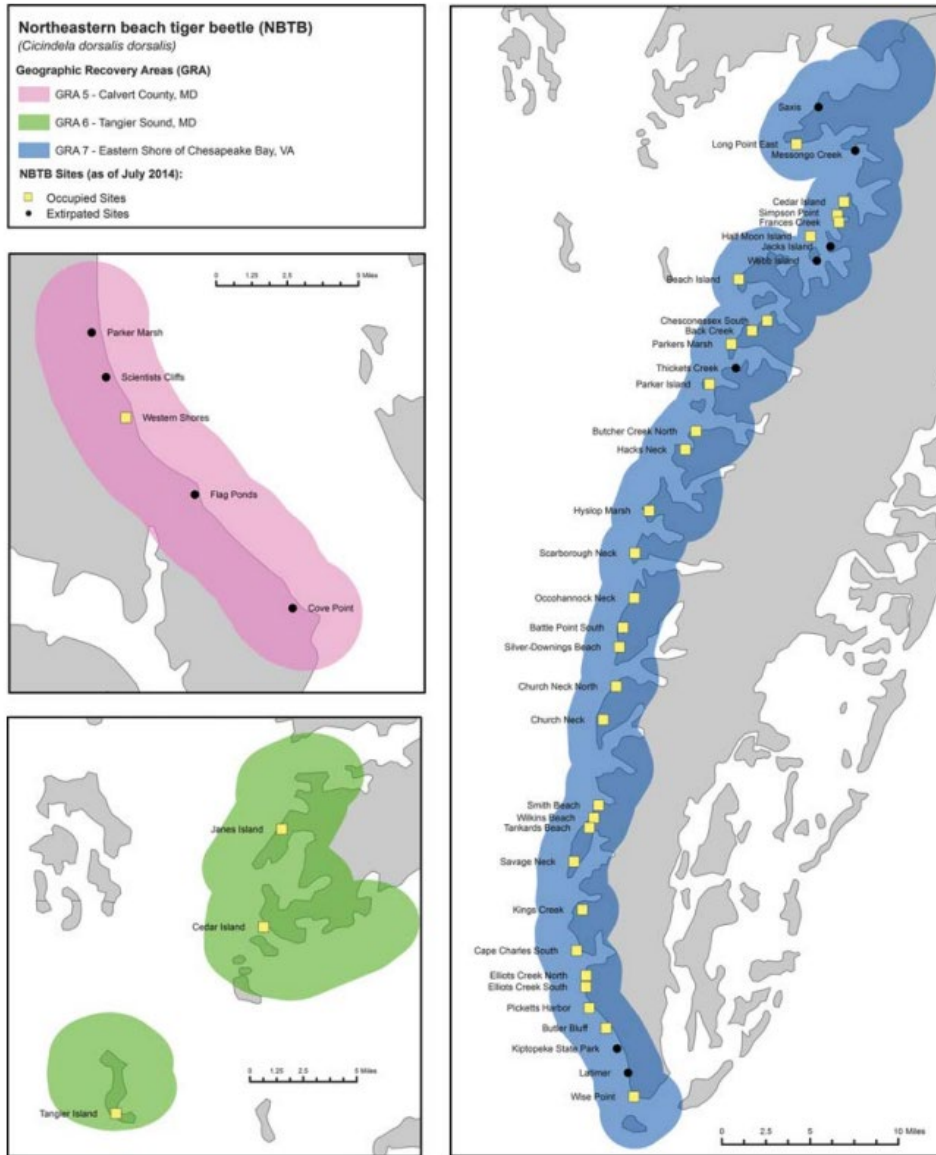 Northeastern beach tiger beetle (NBTB)
(Cicindela dorsalis dorsalis)
Geographic Recovery Areas (GRA)
GRA 5 - Calvert County, MD
GRA 6 - Tangier Sound, MD
GRA 7 - Eastern Shore of Chesapeake Bay, VA
NBTB Sites (as of July 2014):
Occupied Sites
Extirpated Sites
0 1.25 2.5 5 Miles
Parker Marsh
Scientists Cliffs
Western Shores
Flag Ponds
Cove Point
Janes Island
Cedar Island
Tangier Island
0 1.25 2.5 5 Miles
Saxis
Long Point East
Messongo Creek
Cedar Island
Simpson Point
Frances Creek
Half Moon Island
Jacks Island
Webb Island
Beach Island
Chesconessex South
Back Creek
Parkers Marsh
Thickets Creek
Parker Island
Butcher Creek North
Hacks Neck
Hyslop Marsh
Scarborough Neck
Occohannock Neck
Battle Point South
Silver-Downings Beach
Church Neck North
Church Neck
Smith Beach
Wilkins Beach
Tankards Beach
Savage Neck
Kings Creek
Cape Charles South
Elliots Creek North
Elliots Creek South
Picketts Harbor
Butler Bluff
Kiptopeke State Park
Latimer
Wise Point
0 2.5 5 10 Miles